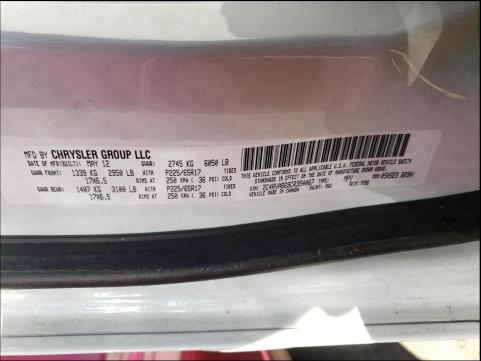 MFD BY CHRYSLER GROUP LLC
DATE OF MFR(BUILT): MAY 12 GVWR: 2745 KG 6050 LB
GAWR FRONT: 1339 KG 2950 LB WITH: P225/65R17 TIRES
17X6.5 RIMS AT 250 KPA ( 36 PSI) COLD
GAWR REAR: 1407 KG 3100 LB WITH: P225/65R17 TIRES
17X6.5 RIMS AT 250 KPA ( 36 PSI) COLD
THIS VEHICLE CONFORMS TO ALL APPLICABLE U.S.A. FEDERAL MOTOR VEHICLE SAFETY
STANDARDS IN EFFECT ON THE DATE OF MANUFACTURE SHOWN ABOVE.
VIN: TYPE: MPV
VEHICLE MADE IN CANADA PAINT: TRIM: